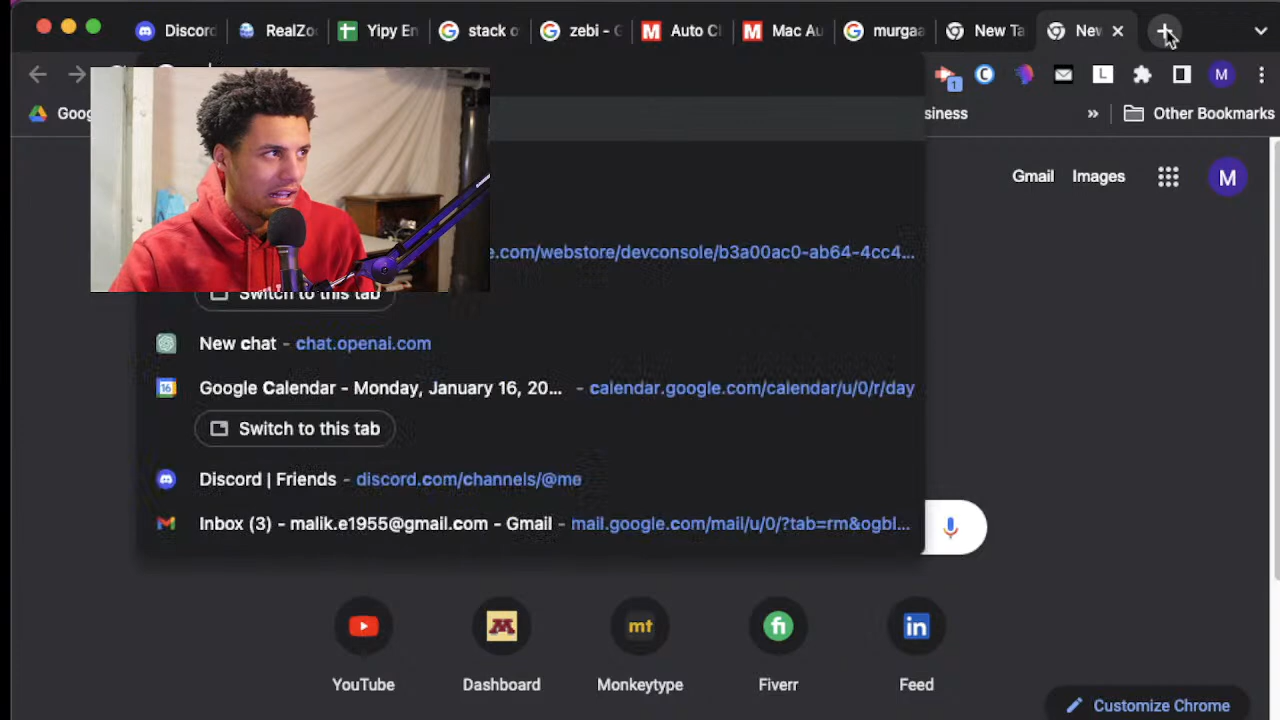 Discord RealZo Yipy En stack o zebi - G Auto Cl Mac Au murgaa New Ta New
1 L M
Goog siness » Other Bookmarks
Gmail Images M
e.com/webstore/devconsole/b3a00ac0-ab64-4cc4...
Switch to this tab
New chat - chat.openai.com
16 Google Calendar - Monday, January 16, 20... - calendar.google.com/calendar/u/0/r/day
Switch to this tab
Discord | Friends - discord.com/channels/@me
Inbox (3) - malik.e1955@gmail.com - Gmail - mail.google.com/mail/u/0/?tab=rm&ogbl...
M mt fi in
YouTube Dashboard Monkeytype Fiverr Feed
Customize Chrome